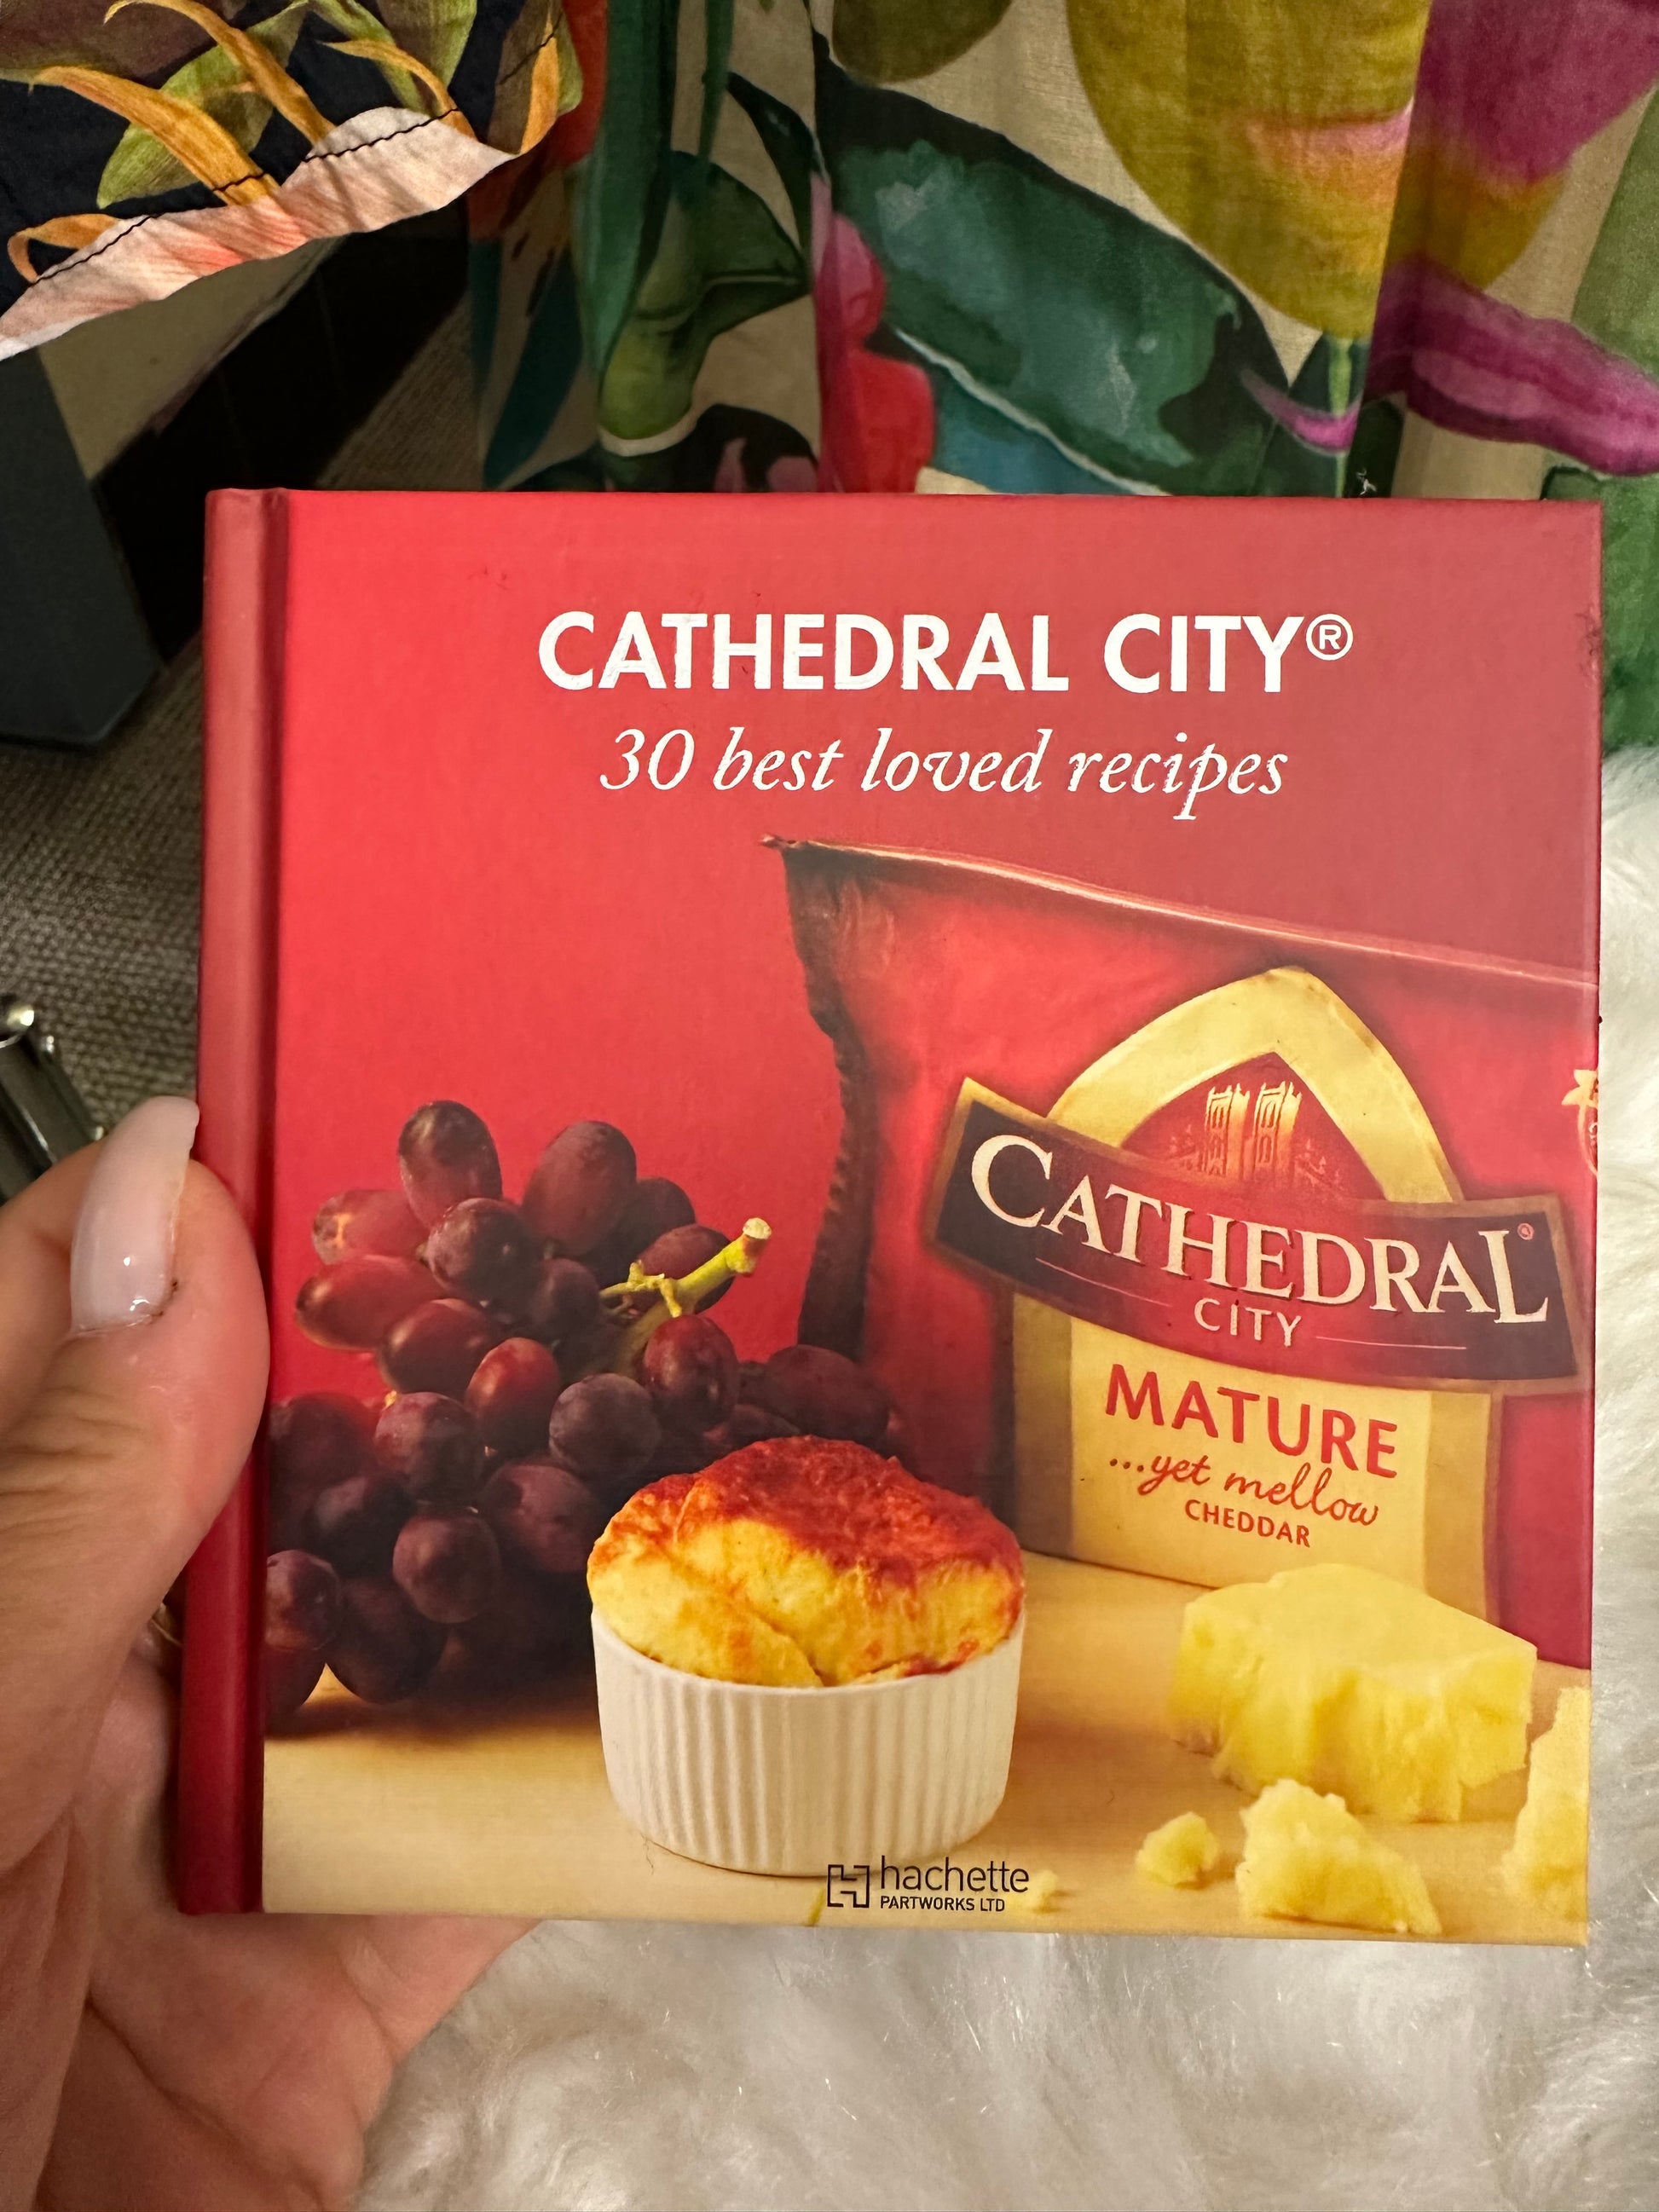 CATHEDRAL CITY®
30 best loved recipes
CATHEDRAL®
CITY
MATURE
...yet mellow
CHEDDAR
hachette
PARTWORKS LTD